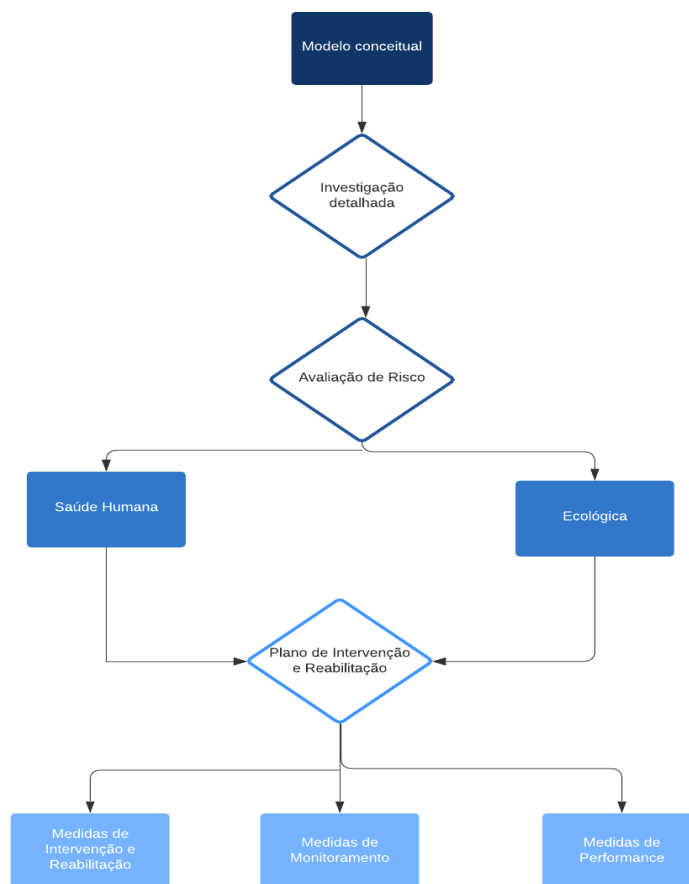 Modelo conceitual
Investigação
detalhada
Avaliação de Risco
Saúde Humana
Ecológica
Plano de Intervenção
e Reabilitação
Medidas de
Intervenção e
Reabilitação
Medidas de
Monitoramento
Medidas de
Performance